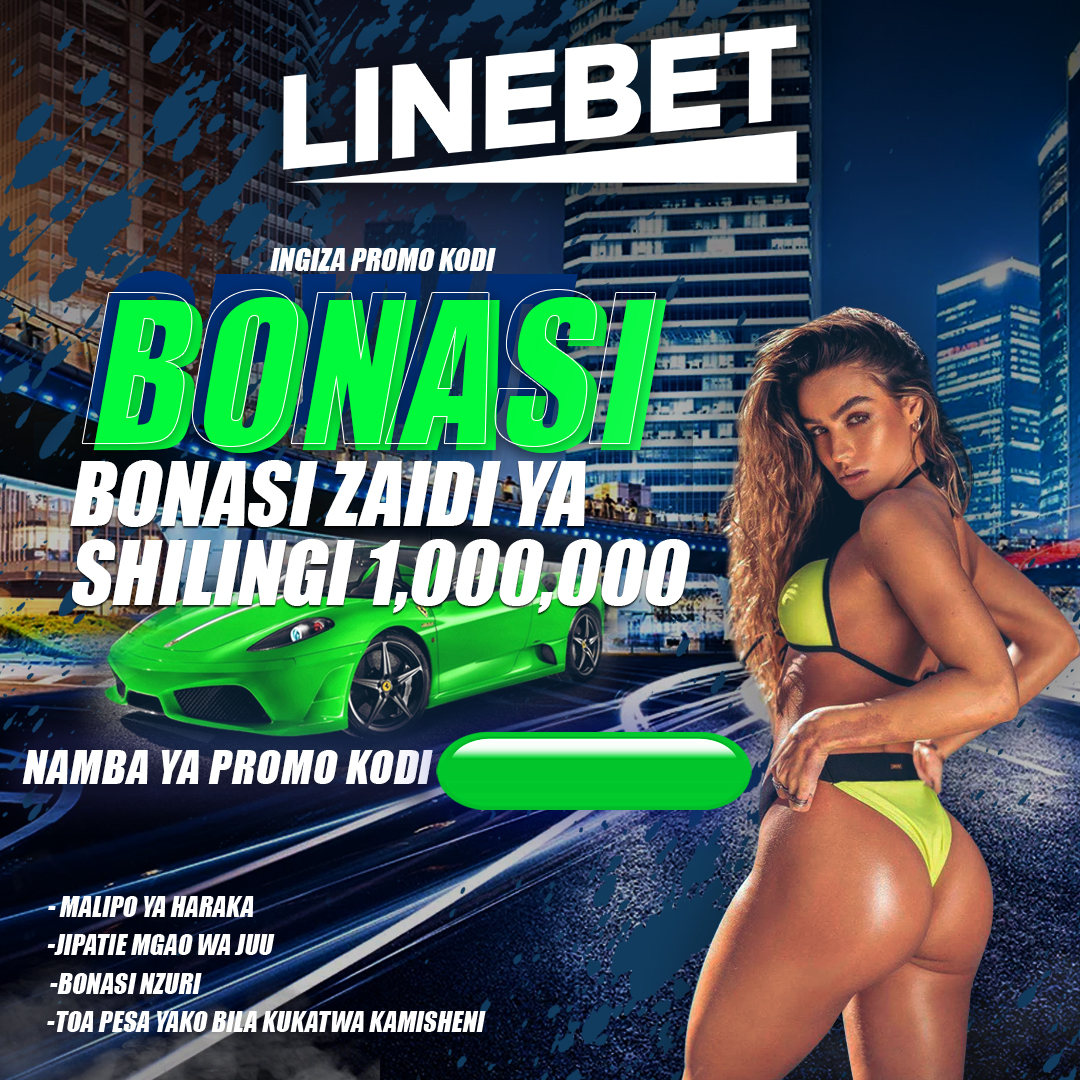 LINEBET
INGIZA PROMO KODI
BONASI
BONASI ZAIDI YA
SHILINGI 1,000,000
NAMBA YA PROMO KODI
- MALIPO YA HARAKA
-JIPATIE MGAO WA JUU
-BONASI NZURI
-TOA PESA YAKO BILA KUKATWA KAMISHENI